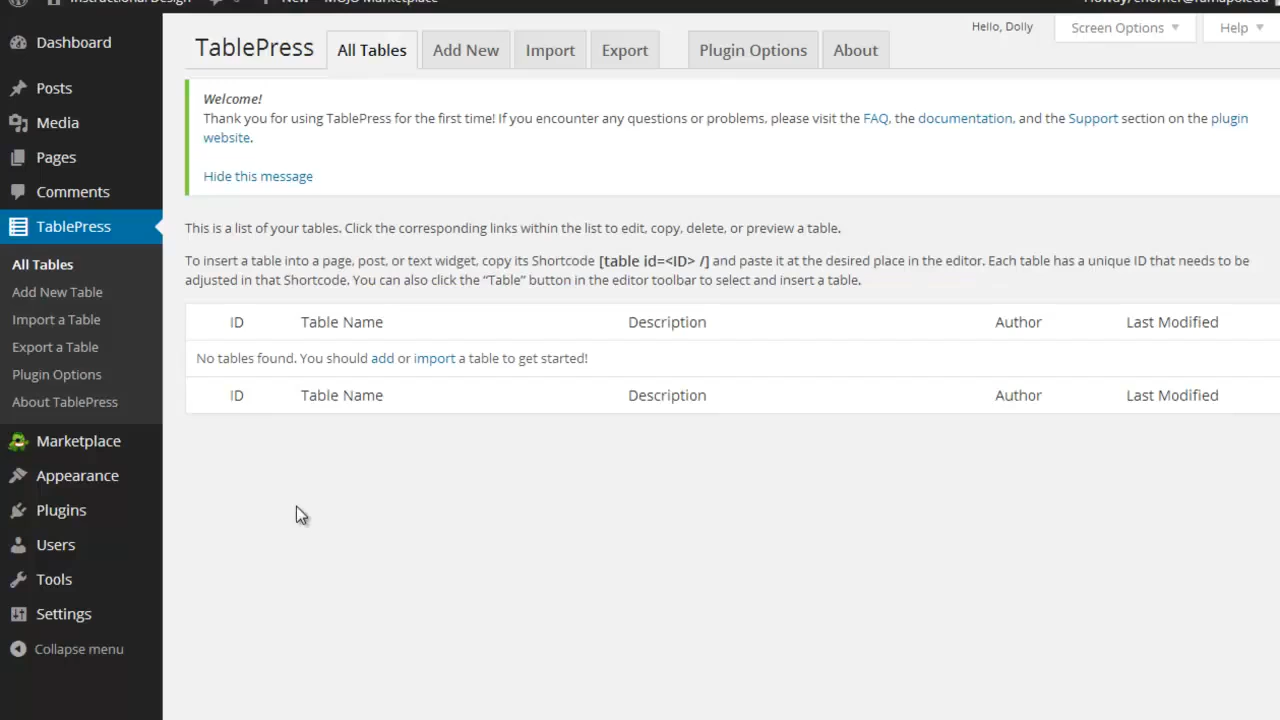 Instructional Design New MOJO Marketplace
Hello, Dolly
Screen Options
Help
TablePress
All Tables
Add New
Import
Export
Plugin Options
About
Dashboard
Posts
Media
Pages
Comments
TablePress
All Tables
Add New Table
Import a Table
Export a Table
Plugin Options
About TablePress
Marketplace
Appearance
Plugins
Users
Tools
Settings
Collapse menu
Welcome!
Thank you for using TablePress for the first time! If you encounter any questions or problems, please visit the FAQ, the documentation, and the Support section on the plugin
website.
Hide this message
This is a list of your tables. Click the corresponding links within the list to edit, copy, delete, or preview a table.
To insert a table into a page, post, or text widget, copy its Shortcode [table id=<ID> /] and paste it at the desired place in the editor. Each table has a unique ID that needs to be
adjusted in that Shortcode. You can also click the “Table” button in the editor toolbar to select and insert a table.
ID Table Name Description Author Last Modified
No tables found. You should add or import a table to get started!
ID Table Name Description Author Last Modified